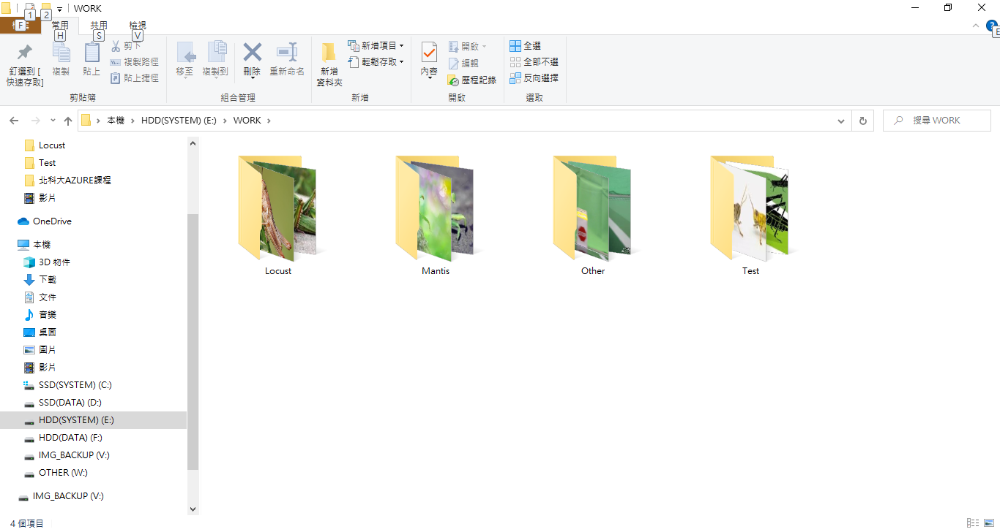 WORK
1
2
F
常用
H
共用
S
檢視
V
E
釘選到 [
快速存取]
複製
貼上
剪下
複製路徑
貼上捷徑
剪貼簿
移至
複製到
刪除
重新命名
組合管理
新增
資料夾
新增項目
輕鬆存取
新增
內容
開啟
編輯
歷程記錄
開啟
全選
全部不選
反向選擇
選取
本機 HDD(SYSTEM) (E:) WORK
搜尋 WORK
Locust
Test
北科大AZURE課程
影片
OneDrive
本機
3D 物件
下載
文件
音樂
桌面
圖片
影片
SSD(SYSTEM) (C:)
SSD(DATA) (D:)
HDD(SYSTEM) (E:)
HDD(DATA) (F:)
IMG_BACKUP (V:)
OTHER (W:)
IMG_BACKUP (V:)
Locust
Mantis
Other
Test
4 個項目